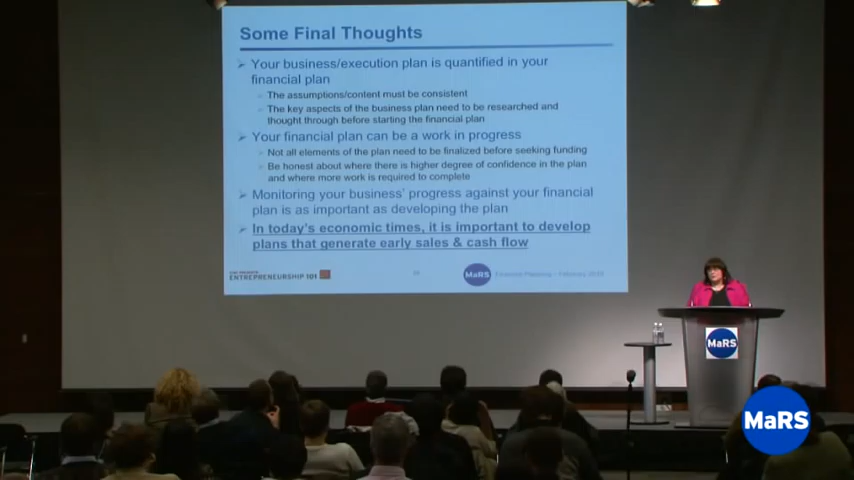 Some Final Thoughts
Your business/execution plan is quantified in your
financial plan
The assumptions/content must be consistent
The key aspects of the business plan need to be researched and
thought through before starting the financial plan
Your financial plan can be a work in progress
Not all elements of the plan need to be finalized before seeking funding
Be honest about where there is higher degree of confidence in the plan
and where more work is required to complete
Monitoring your business' progress against your financial
plan is as important as developing the plan
In today's economic times, it is important to develop
plans that generate early sales & cash flow
ENTREPRENEURSHIP 101
MaRS
MaRS
MaRS